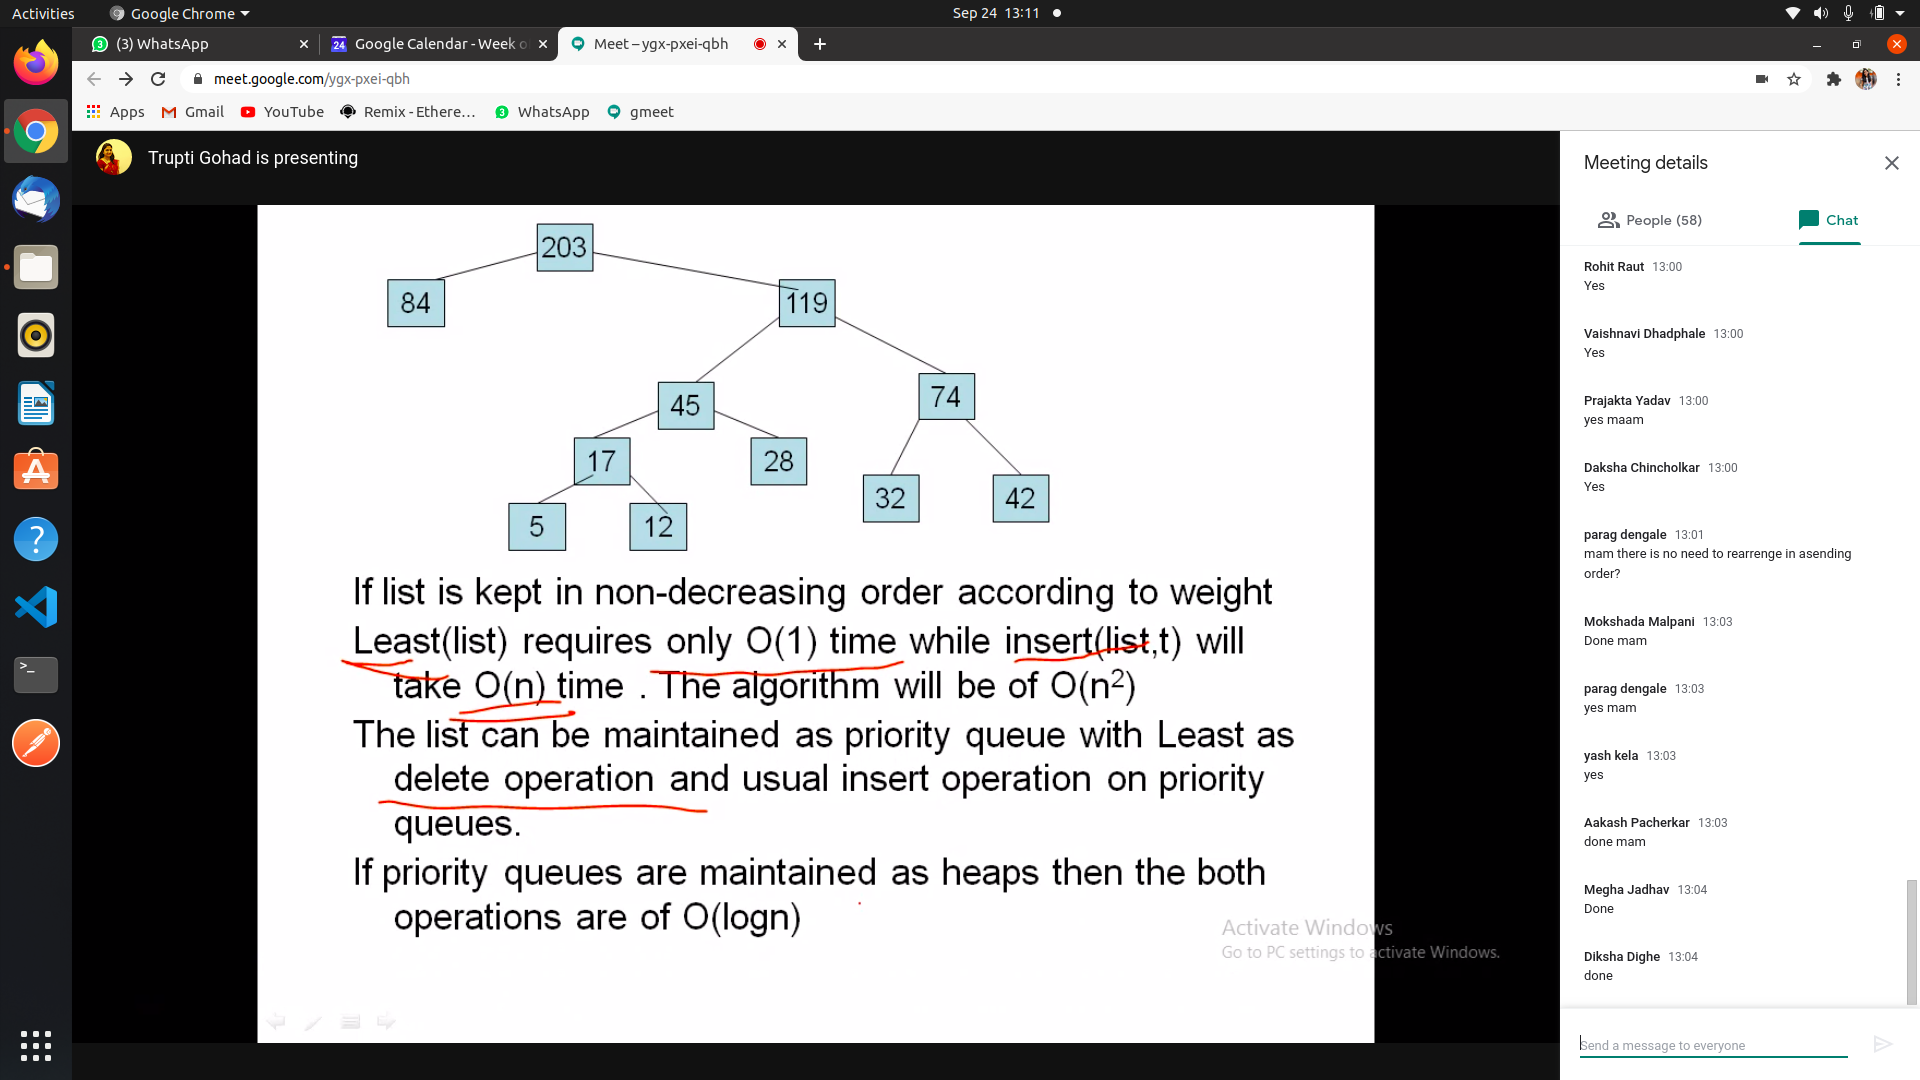 Activities
Google Chrome
Sep 24 13:11
(3) WhatsApp
Google Calendar - Week o
Meet – ygx-pxei-qbh
meet.google.com/ygx-pxei-qbh
Apps
Gmail
YouTube
Remix - Ethere...
WhatsApp
gmeet
Trupti Gohad is presenting
203
84
119
45
74
17
28
32
42
5
12
If list is kept in non-decreasing order according to weight
Least(list) requires only O(1) time while insert(list,t) will
take O(n) time . The algorithm will be of O(n²)
The list can be maintained as priority queue with Least as
delete operation and usual insert operation on priority
queues.
If priority queues are maintained as heaps then the both
operations are of O(logn)
Activate Windows
Go to PC settings to activate Windows.
Meeting details
People (58)
Chat
Rohit Raut 13:00
Yes
Vaishnavi Dhadphale 13:00
Yes
Prajakta Yadav 13:00
yes maam
Daksha Chincholkar 13:00
Yes
parag dengale 13:01
mam there is no need to rearrenge in asending
order?
Mokshada Malpani 13:03
Done mam
parag dengale 13:03
yes mam
yash kela 13:03
yes
Aakash Pacherkar 13:03
done mam
Megha Jadhav 13:04
Done
Diksha Dighe 13:04
done
Send a message to everyone